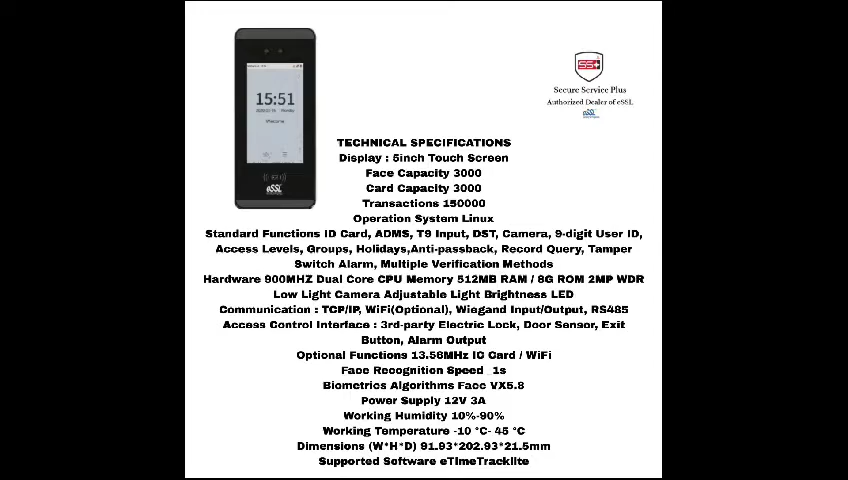 15:51
Welcome
eSSL
SS+
Secure Service Plus
Authorized Dealer of eSSL
eSSL
TECHNICAL SPECIFICATIONS
Display : 5inch Touch Screen
Face Capacity 3000
Card Capacity 3000
Transactions 150000
Operation System Linux
Standard Functions ID Card, ADMS, T9 Input, DST, Camera, 9-digit User ID,
Access Levels, Groups, Holidays,Anti-passback, Record Query, Tamper
Switch Alarm, Multiple Verification Methods
Hardware 900MHZ Dual Core CPU Memory 512MB RAM / 8G ROM 2MP WDR
Low Light Camera Adjustable Light Brightness LED
Communication : TCP/IP, WiFi(Optional), Wiegand Input/Output, RS485
Access Control Interface : 3rd-party Electric Lock, Door Sensor, Exit
Button, Alarm Output
Optional Functions 13.56MHz IC Card / WiFi
Face Recognition Speed _1s
Biometrics Algorithms Face VX5.8
Power Supply 12V 3A
Working Humidity 10%-90%
Working Temperature -10 °C- 45 °C
Dimensions (W*H*D) 91.93*202.93*21.5mm
Supported Software eTimeTracklite